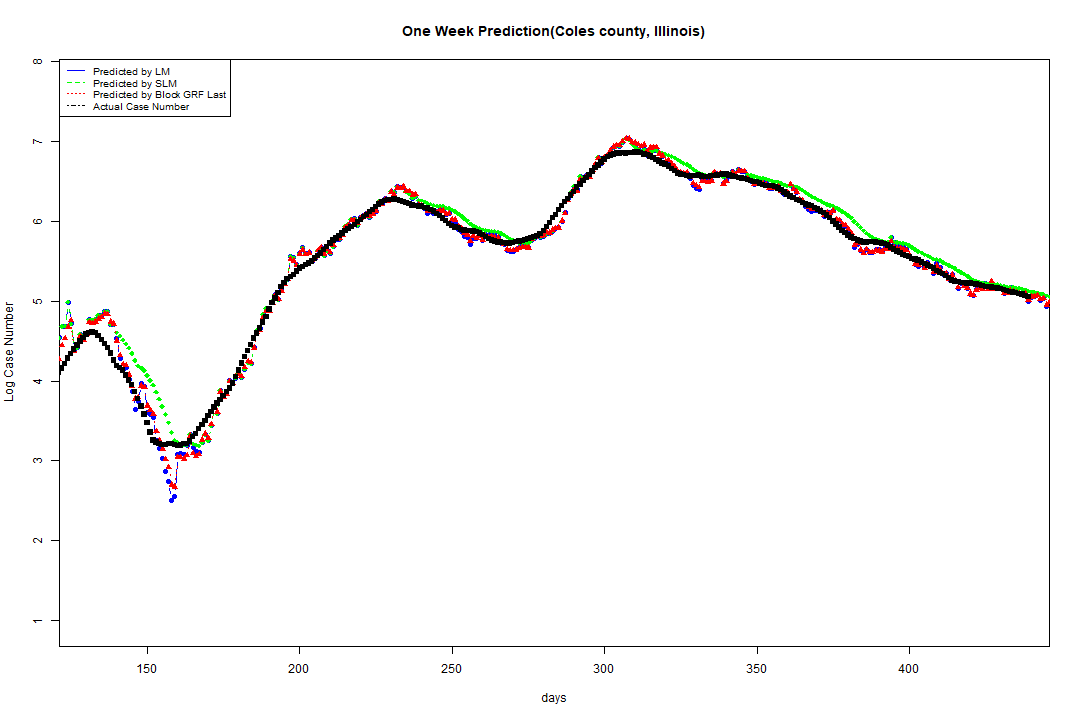 One Week Prediction(Coles county, Illinois)
Predicted by LM
Predicted by SLM
Predicted by Block GRF Last
Actual Case Number
8
7
6
5
4
3
2
1
Log Case Number
150 200 250 300 350 400
days